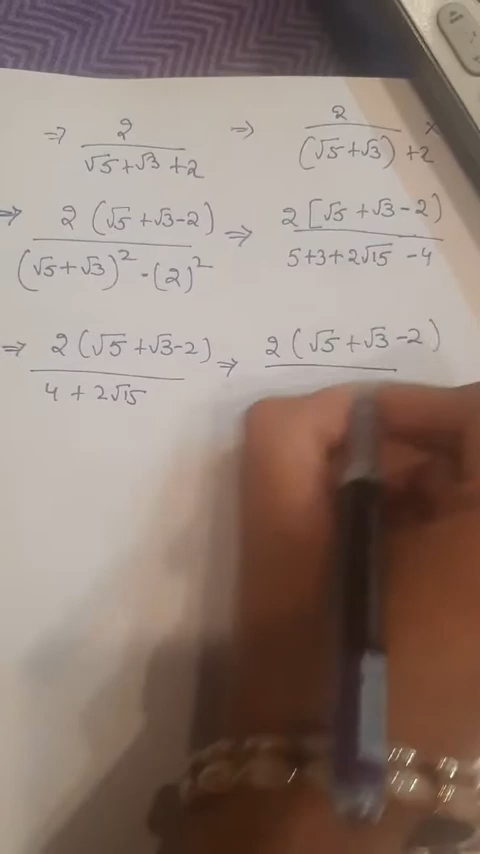 ⇒ 2/(√5+√3+2) ⇒ 2/((√5+√3)+2) ×
⇒ 2(√5+√3-2)/((√5+√3)²-(2)²) ⇒ 2[√5+√3-2)/(5+3+2√15-4)
⇒ 2(√5+√3-2)/(4+2√15) ⇒ 2(√5+√3-2)